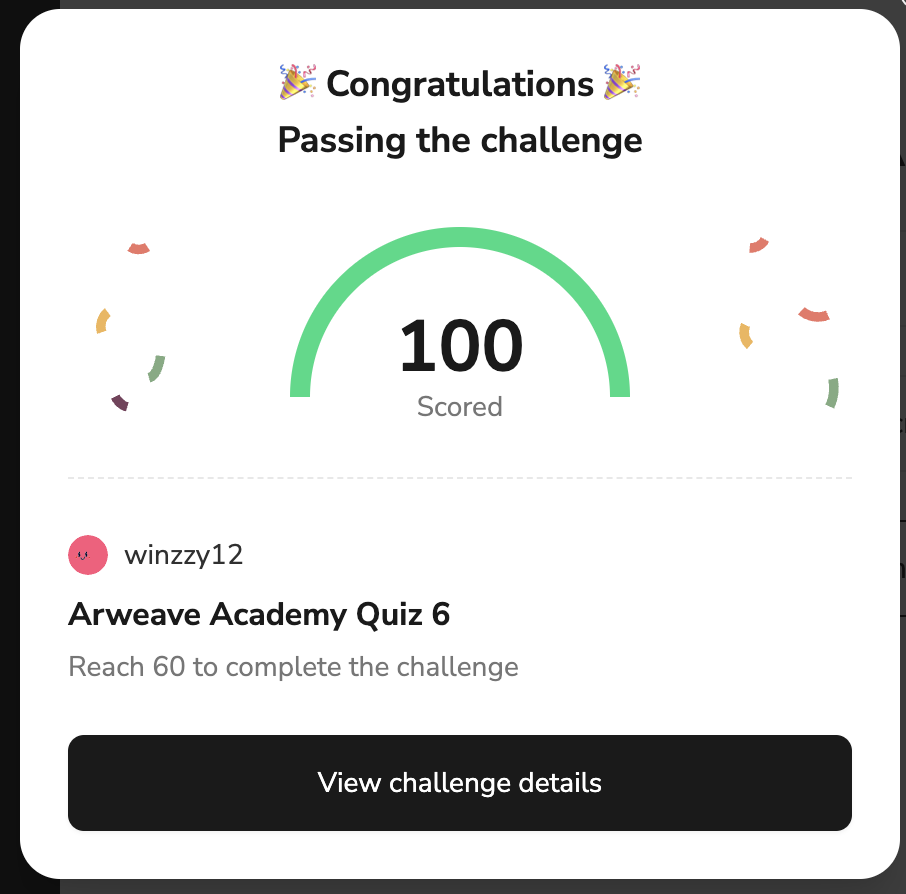 🎉 Congratulations 🎉
Passing the challenge
100
Scored
winzzy12
Arweave Academy Quiz 6
Reach 60 to complete the challenge
View challenge details